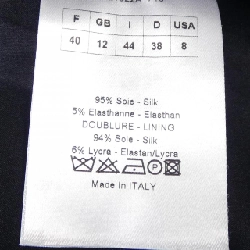 F GB I D USA
40 12 44 38 8
95% Soie - Silk
5% Elasthanne - Elasthan
DOUBLURE - LINING
94% Soie - Silk
6% Lycra - Elastan/Lycra
Made in ITALY